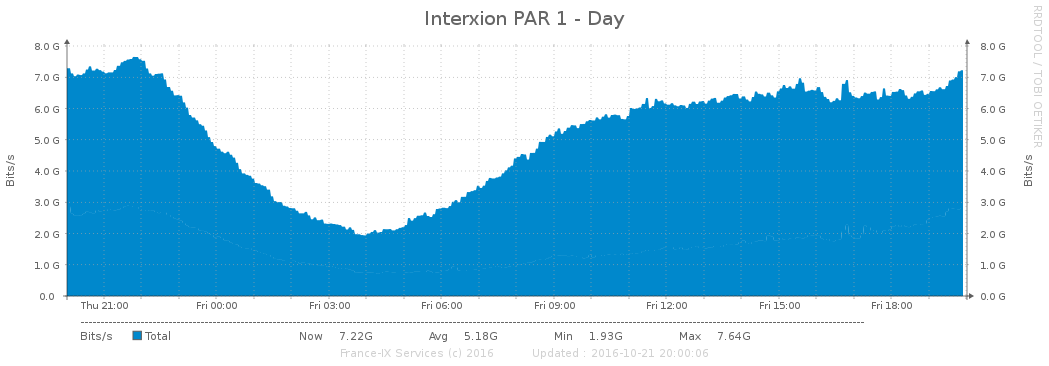 Interxion PAR 1 - Day
RRDTOOL / TOBI OETIKER
8.0 G 8.0 G
7.0 G 7.0 G
6.0 G 6.0 G
5.0 G 5.0 G
4.0 G 4.0 G
3.0 G 3.0 G
2.0 G 2.0 G
1.0 G 1.0 G
0.0 0.0 G
Bits/s
Bits/s
Thu 21:00 Fri 00:00 Fri 03:00 Fri 06:00 Fri 09:00 Fri 12:00 Fri 15:00 Fri 18:00
Bits/s Total Now 7.22G Avg 5.18G Min 1.93G Max 7.64G
France-IX Services (c) 2016 Updated : 2016-10-21 20:00:06